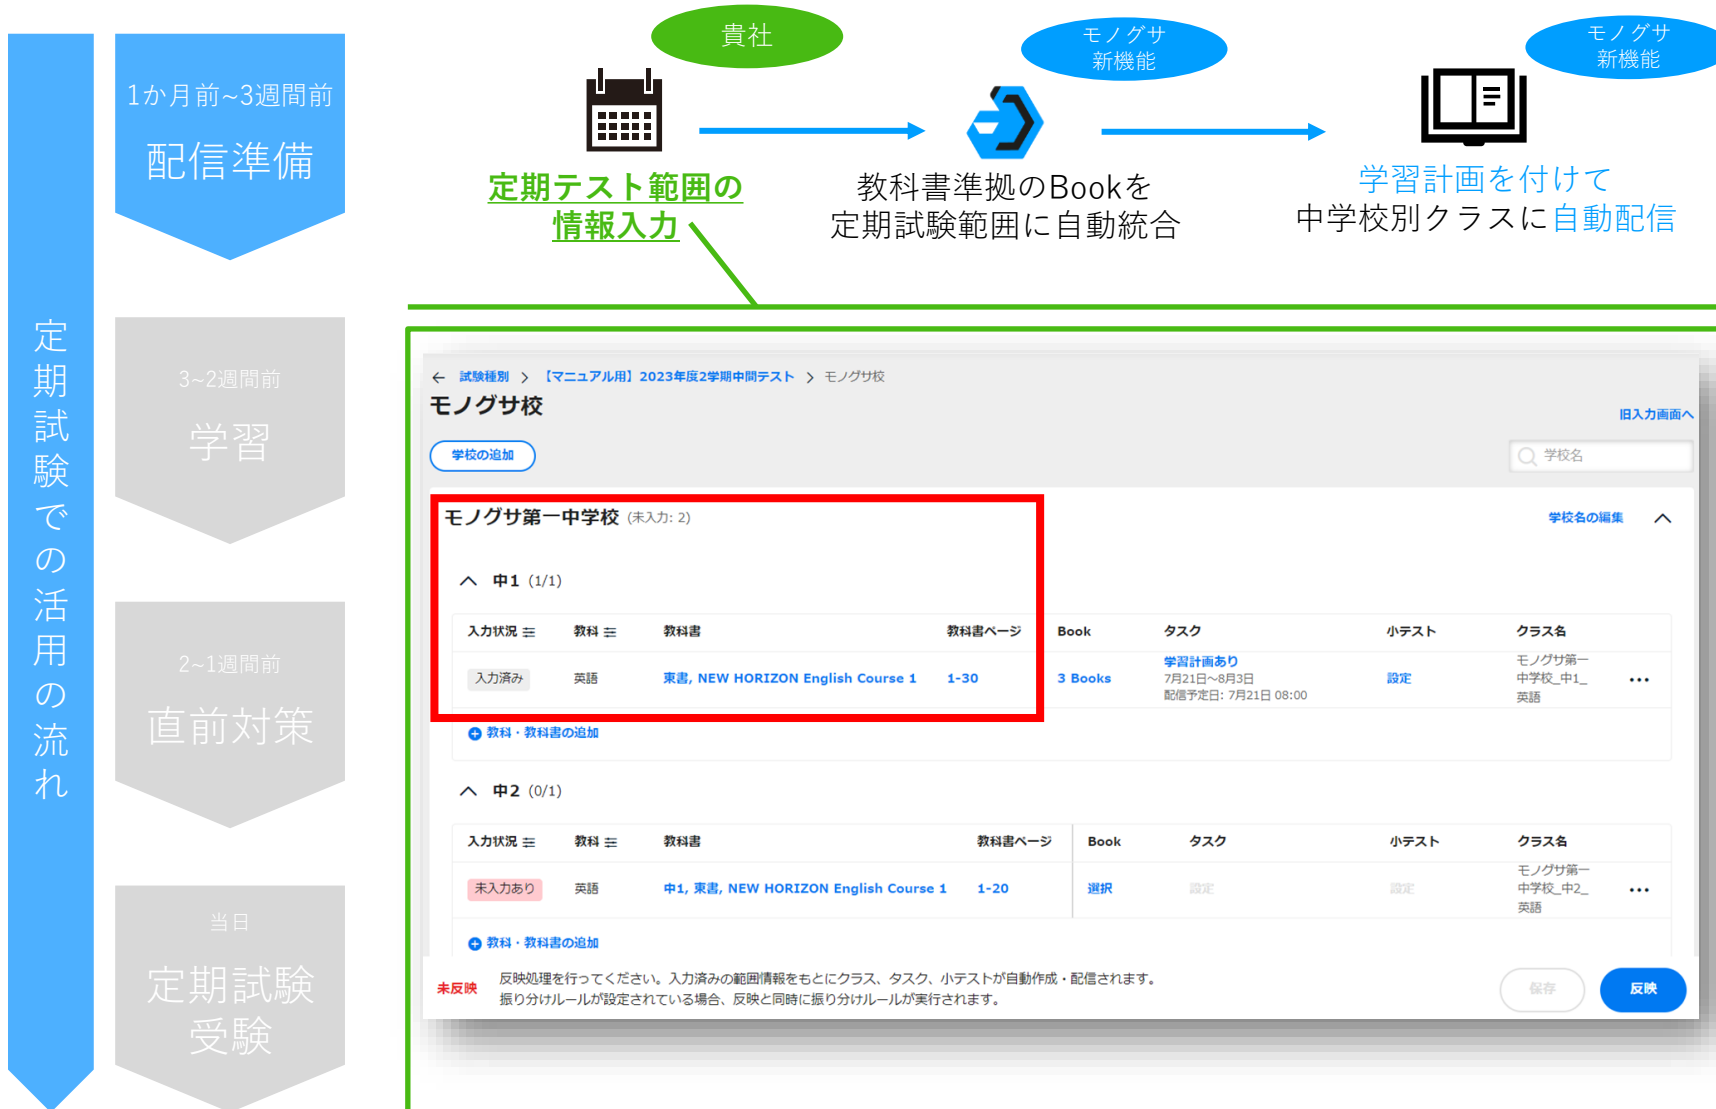 定期試験での活用の流れ
1か月前~3週間前
配信準備
3~2週間前
学習
2~1週間前
直前対策
当日
定期試験
受験
貴社
モノグサ
新機能
モノグサ
新機能
定期テスト範囲の
情報入力
教科書準拠のBookを
定期試験範囲に自動統合
学習計画を付けて
中学校別クラスに自動配信
← 試験種別 > 【マニュアル用】2023年度2学期中間テスト > モノグサ校
モノグサ校
旧入力画面へ
学校の追加
学校名
モノグサ第一中学校 (未入力: 2)
学校名の編集
中1 (1/1)
入力状況 教科 教科書 教科書ページ Book タスク 小テスト クラス名
入力済み 英語 東書, NEW HORIZON English Course 1 1-30 3 Books
学習計画あり
7月21日~8月3日
配信予定日: 7月21日 08:00
設定
モノグサ第一
中学校_中1_
英語
教科・教科書の追加
中2 (0/1)
入力状況 教科 教科書 教科書ページ Book タスク 小テスト クラス名
未入力あり 英語 中1, 東書, NEW HORIZON English Course 1 1-20 選択 設定 設定
モノグサ第一
中学校_中2_
英語
教科・教科書の追加
未反映
反映処理を行ってください。入力済みの範囲情報をもとにクラス、タスク、小テストが自動作成・配信されます。
振り分けルールが設定されている場合、反映と同時に振り分けルールが実行されます。
保存
反映